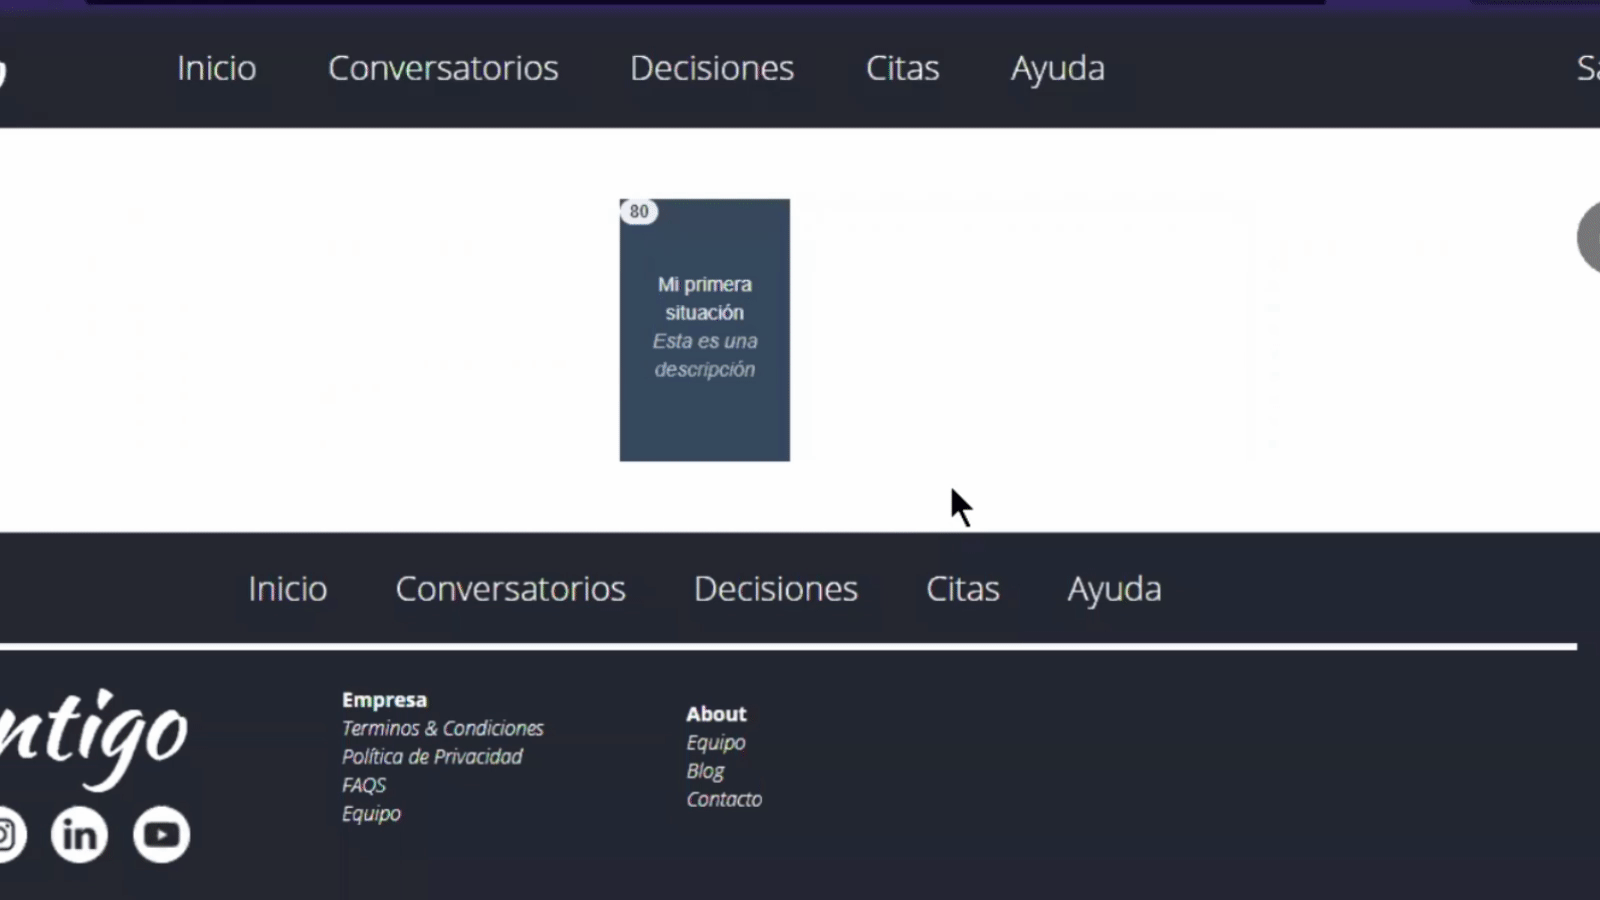 Inicio Conversatorios Decisiones Citas Ayuda
80
Mi primera
situación
Esta es una
descripción
Inicio Conversatorios Decisiones Citas Ayuda
ntigo
Empresa
Terminos & Condiciones
Política de Privacidad
FAQS
Equipo
About
Equipo
Blog
Contacto
in